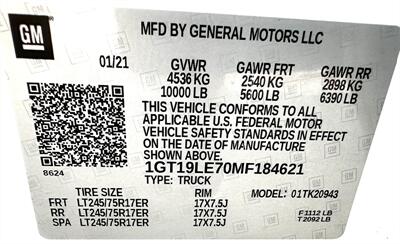 GM
MFD BY GENERAL MOTORS LLC
01/21
GVWR GAWR FRT GAWR RR
4536 KG 2540 KG 2898 KG
10000 LB 5600 LB 6390 LB
THIS VEHICLE CONFORMS TO ALL
APPLICABLE U.S. FEDERAL MOTOR
VEHICLE SAFETY STANDARDS IN EFFECT
ON THE DATE OF MANUFACTURE
SHOWN ABOVE.
8624
1GT19LE70MF184621
TYPE: TRUCK MODEL: 01TK20943
TIRE SIZE RIM
FRT LT245/75R17ER 17X7.5J
RR LT245/75R17ER 17X7.5J F1112 LB
SPA LT245/75R17ER 17X7.5J T2092 LB